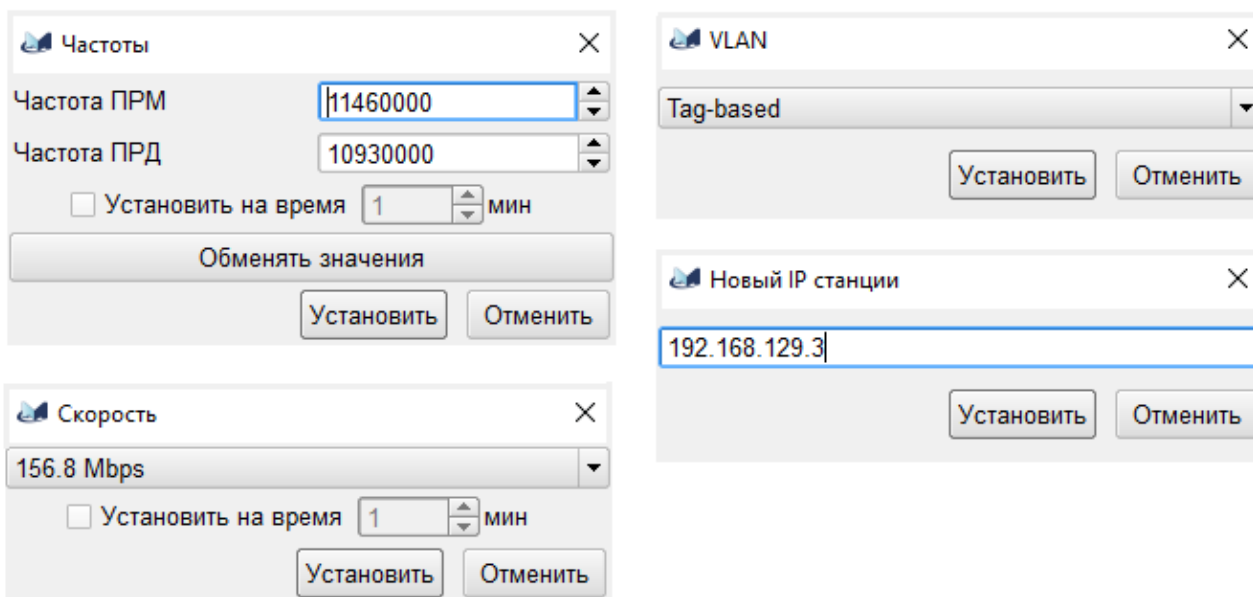 Частоты
Частота ПРМ 11460000
Частота ПРД 10930000
Установить на время 1 мин
Обменять значения
Установить Отменить
Скорость
156.8 Mbps
Установить на время 1 мин
Установить Отменить
VLAN
Tag-based
Установить Отменить
Новый IP станции
192.168.129.3
Установить Отменить